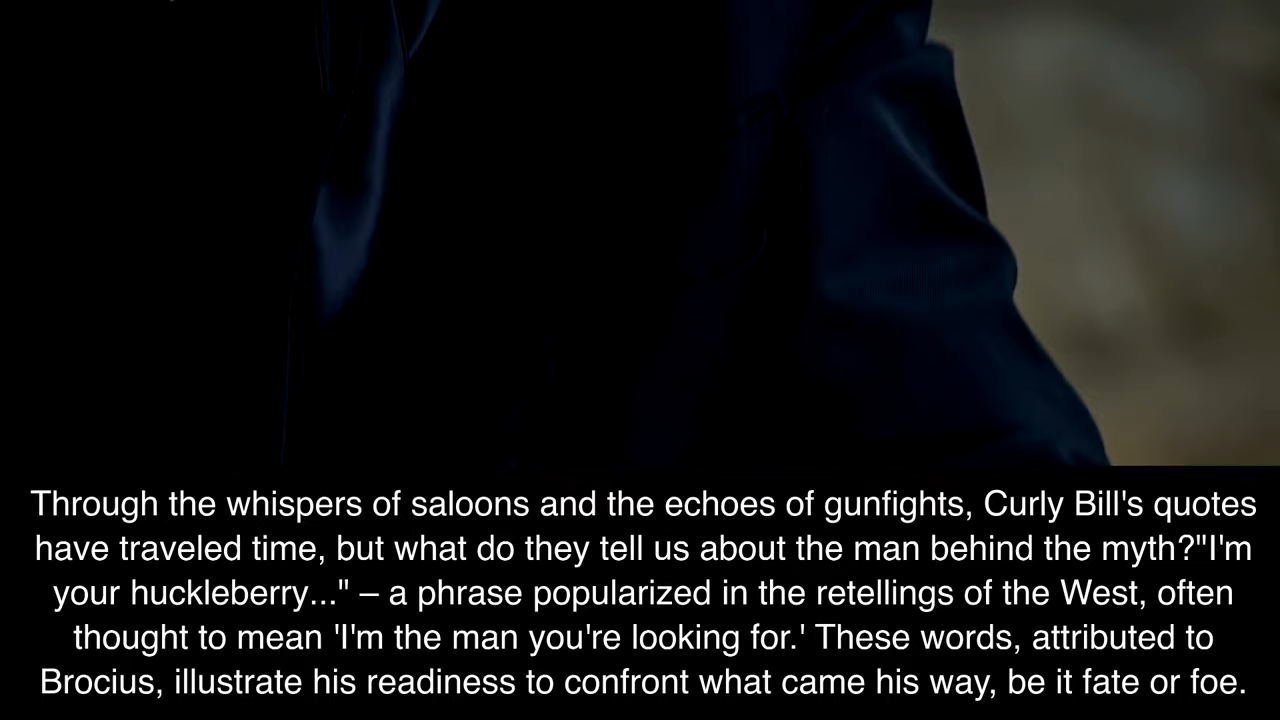 Through the whispers of saloons and the echoes of gunfights, Curly Bill's quotes
have traveled time, but what do they tell us about the man behind the myth?"I'm
your huckleberry..." – a phrase popularized in the retellings of the West, often
thought to mean 'I'm the man you're looking for.' These words, attributed to
Brocius, illustrate his readiness to confront what came his way, be it fate or foe.